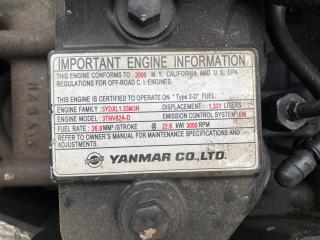 IMPORTANT ENGINE INFORMATION
THIS ENGINE CONFORMS TO 2005 M.Y. CALIFORNIA AND U.S. EPA
REGULATIONS FOR OFF-ROAD C.I. ENGINES.
THIS ENGINE IS CERTIFIED TO OPERATE ON "Type 2-D" FUEL.
ENGINE FAMILY : 5YDXL1.33M3N DISPLACEMENT : 1.331 LITERS
ENGINE MODEL : 3TNV82A-D EMISSION CONTROL SYSTEM : EM
FUEL RATE : 26.8 MM³/STROKE @ 22.8 kW/ 3000 RPM
REFER TO OWNER'S MANUAL FOR MAINTENANCE SPECIFICATIONS AND
ADJUSTMENTS.
YANMAR CO.,LTD.